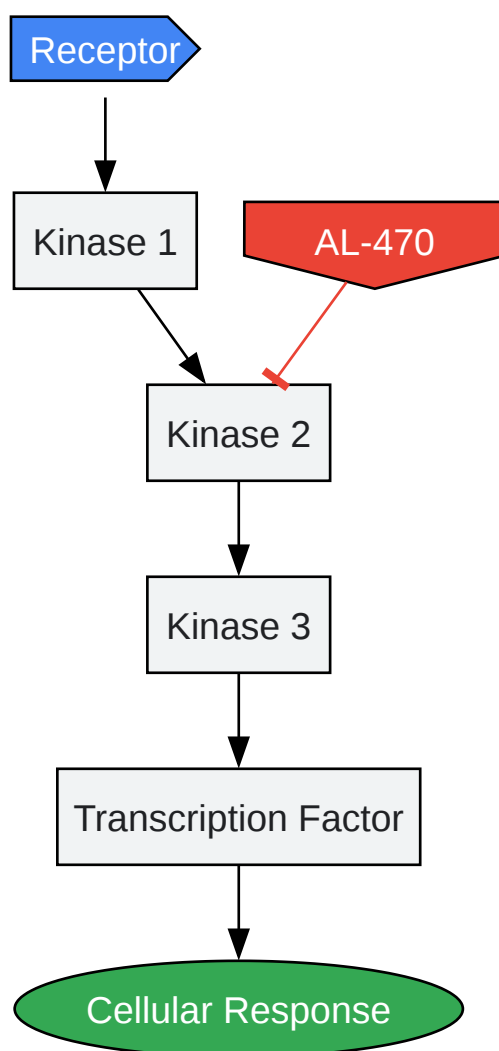 Receptor
Kinase 1
AL-470
Kinase 2
Kinase 3
Transcription Factor
Cellular Response